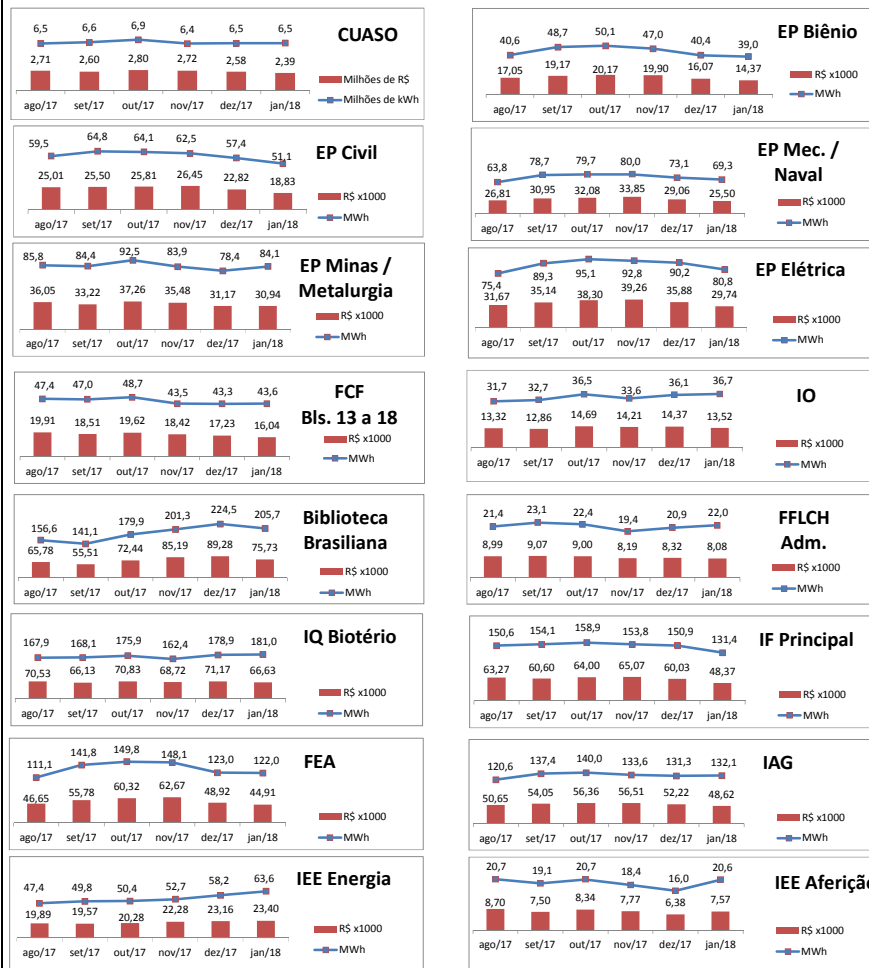 CUASO
6,5 6,6 6,9 6,4 6,5 6,5
2,71 2,60 2,80 2,72 2,58 2,39
Milhões de R$
Milhões de kWh
ago/17 set/17 out/17 nov/17 dez/17 jan/18
EP Biênio
40,6 48,7 50,1 47,0 40,4 39,0
17,05 19,17 20,17 19,90 16,07 14,37
R$ x1000
MWh
ago/17 set/17 out/17 nov/17 dez/17 jan/18
EP Civil
59,5 64,8 64,1 62,5 57,4 51,1
25,01 25,50 25,81 26,45 22,82 18,83
R$ x1000
MWh
ago/17 set/17 out/17 nov/17 dez/17 jan/18
EP Mec. /
Naval
63,8 78,7 79,7 80,0 73,1 69,3
26,81 30,95 32,08 33,85 29,06 25,50
R$ x1000
MWh
ago/17 set/17 out/17 nov/17 dez/17 jan/18
EP Minas /
Metalurgia
85,8 84,4 92,5 83,9 78,4 84,1
36,05 33,22 37,26 35,48 31,17 30,94
R$ x1000
MWh
ago/17 set/17 out/17 nov/17 dez/17 jan/18
EP Elétrica
75,4 89,3 95,1 92,8 90,2 80,8
31,67 35,14 38,30 39,26 35,88 29,74
R$ x1000
MWh
ago/17 set/17 out/17 nov/17 dez/17 jan/18
FCF
Bls. 13 a 18
47,4 47,0 48,7 43,5 43,3 43,6
19,91 18,51 19,62 18,42 17,23 16,04
R$ x1000
MWh
ago/17 set/17 out/17 nov/17 dez/17 jan/18
IO
31,7 32,7 36,5 33,6 36,1 36,7
13,32 12,86 14,69 14,21 14,37 13,52
R$ x1000
MWh
ago/17 set/17 out/17 nov/17 dez/17 jan/18
Biblioteca
Brasiliana
156,6 141,1 179,9 201,3 224,5 205,7
65,78 55,51 72,44 85,19 89,28 75,73
R$ x1000
MWh
ago/17 set/17 out/17 nov/17 dez/17 jan/18
FFLCH
Adm.
21,4 23,1 22,4 19,4 20,9 22,0
8,99 9,07 9,00 8,19 8,32 8,08
R$ x1000
MWh
ago/17 set/17 out/17 nov/17 dez/17 jan/18
IQ Biotério
167,9 168,1 175,9 162,4 178,9 181,0
70,53 66,13 70,83 68,72 71,17 66,63
R$ x1000
MWh
ago/17 set/17 out/17 nov/17 dez/17 jan/18
IF Principal
150,6 154,1 158,9 153,8 150,9 131,4
63,27 60,60 64,00 65,07 60,03 48,37
R$ x1000
MWh
ago/17 set/17 out/17 nov/17 dez/17 jan/18
FEA
111,1 141,8 149,8 148,1 123,0 122,0
46,65 55,78 60,32 62,67 48,92 44,91
R$ x1000
MWh
ago/17 set/17 out/17 nov/17 dez/17 jan/18
IAG
120,6 137,4 140,0 133,6 131,3 132,1
50,65 54,05 56,36 56,51 52,22 48,62
R$ x1000
MWh
ago/17 set/17 out/17 nov/17 dez/17 jan/18
IEE Energia
47,4 49,8 50,4 52,7 58,2 63,6
19,89 19,57 20,28 22,28 23,16 23,40
R$ x1000
MWh
ago/17 set/17 out/17 nov/17 dez/17 jan/18
IEE Aferição
20,7 19,1 20,7 18,4 16,0 20,6
8,70 7,50 8,34 7,77 6,38 7,57
R$ x1000
MWh
ago/17 set/17 out/17 nov/17 dez/17 jan/18